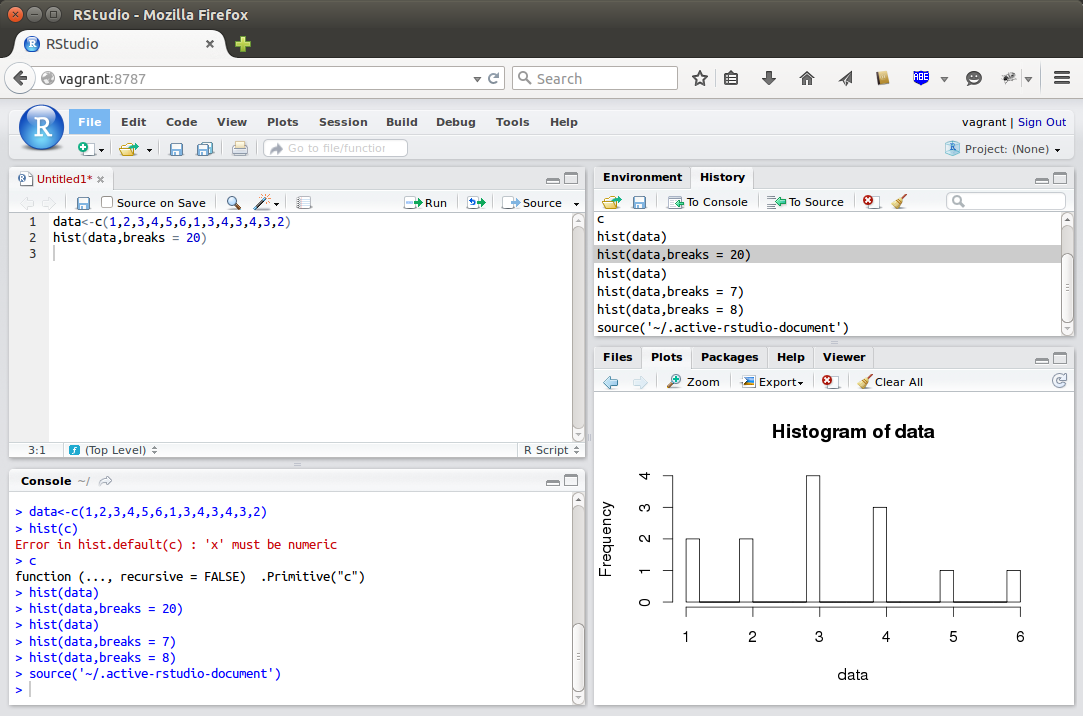 RStudio - Mozilla Firefox
RStudio
vagrant:8787
Search
ABE
R
File Edit Code View Plots Session Build Debug Tools Help
vagrant | Sign Out
Go to file/function
Project: (None)
Untitled1*
Source on Save
Run
Source
1 data<-c(1,2,3,4,5,6,1,3,4,3,4,3,2)
2 hist(data,breaks = 20)
3
3:1
(Top Level)
R Script
Console ~/
> data<-c(1,2,3,4,5,6,1,3,4,3,4,3,2)
> hist(c)
Error in hist.default(c) : 'x' must be numeric
> c
function (..., recursive = FALSE)  .Primitive("c")
> hist(data)
> hist(data,breaks = 20)
> hist(data)
> hist(data,breaks = 7)
> hist(data,breaks = 8)
> source('~/.active-rstudio-document')
>
Environment History
To Console To Source
c
hist(data)
hist(data,breaks = 20)
hist(data)
hist(data,breaks = 7)
hist(data,breaks = 8)
source('~/.active-rstudio-document')
Files Plots Packages Help Viewer
Zoom Export Clear All
Histogram of data
Frequency
4
3
2
1
0
1 2 3 4 5 6
data